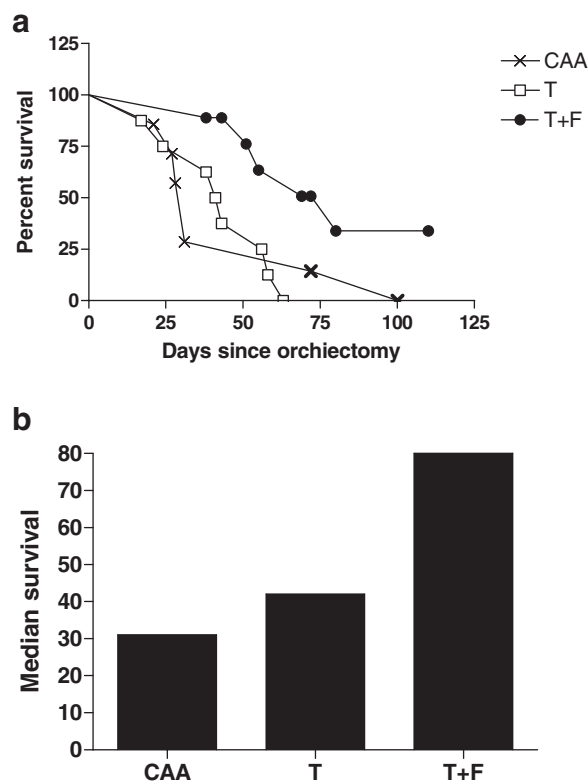 a
125
100
75
50
25
0
Percent survival
0 25 50 75 100 125
Days since orchiectomy
CAA
T
T+F
b
80
70
60
50
40
30
20
10
0
Median survival
CAA T T+F